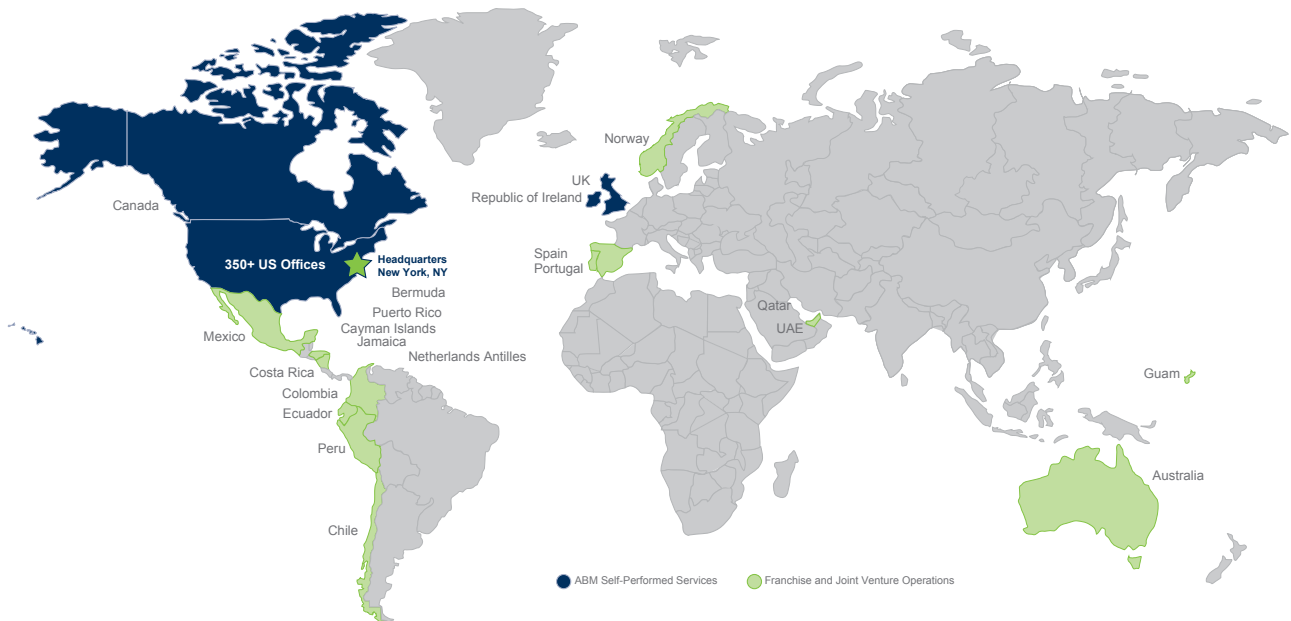 Norway
UK
Republic of Ireland
Canada
Spain
Portugal
350+ US Offices
Headquarters
New York, NY
Bermuda
Puerto Rico
Cayman Islands
Jamaica
Netherlands Antilles
Mexico
Qatar
UAE
Costa Rica
Colombia
Ecuador
Peru
Chile
Guam
Australia
ABM Self-Performed Services
Franchise and Joint Venture Operations